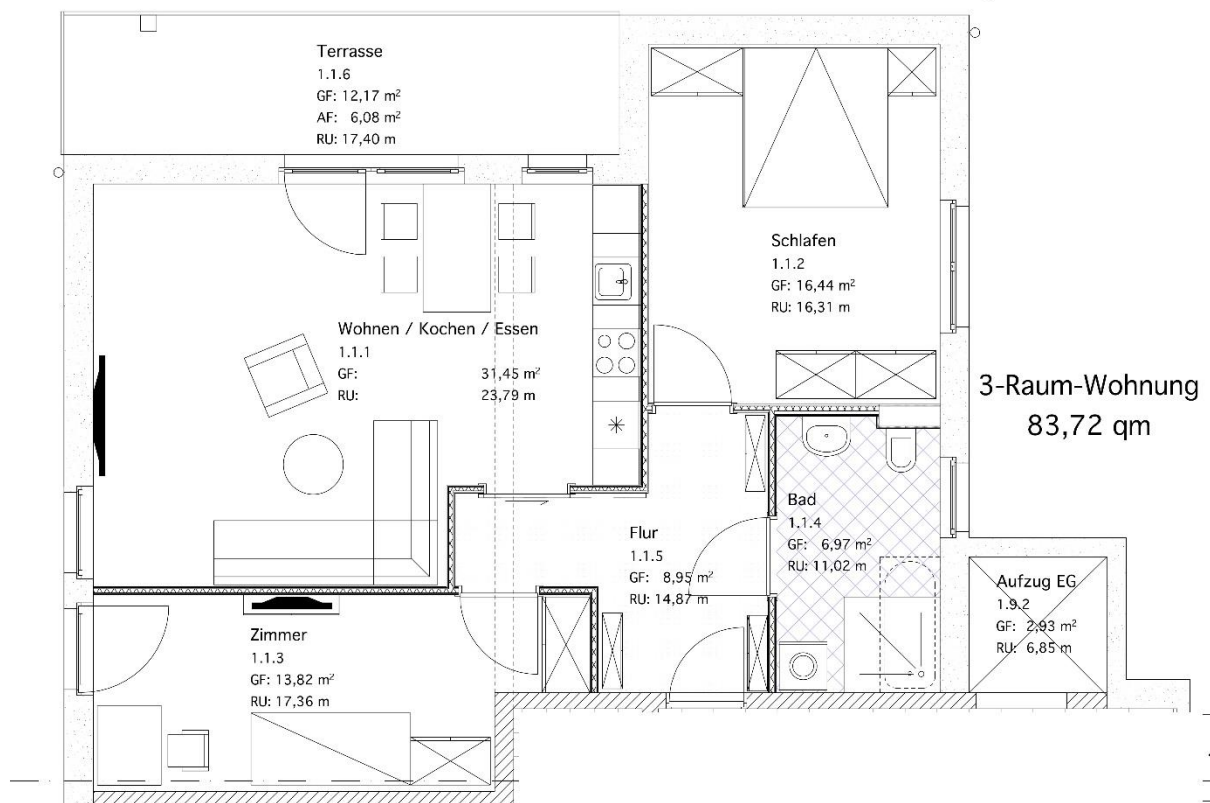 Terrasse
1.1.6
GF: 12,17 m²
AF: 6,08 m²
RU: 17,40 m
Schlafen
1.1.2
GF: 16,44 m²
RU: 16,31 m
Wohnen / Kochen / Essen
1.1.1
GF: 31,45 m²
RU: 23,79 m
3-Raum-Wohnung
83,72 qm
Bad
1.1.4
GF: 6,97 m²
RU: 11,02 m
Flur
1.1.5
GF: 8,95 m²
RU: 14,87 m
Aufzug EG
1.9.2
GF: 2,93 m²
RU: 6,85 m
Zimmer
1.1.3
GF: 13,82 m²
RU: 17,36 m